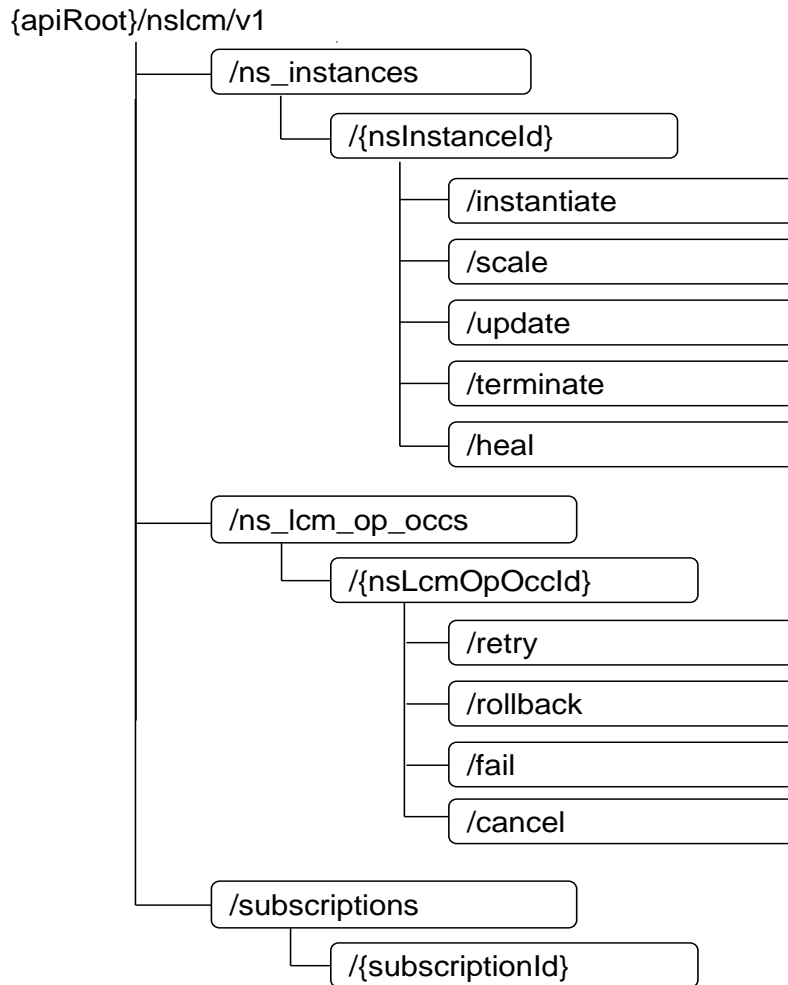 {apiRoot}/nslcm/v1
/ns_instances
/{nsInstanceId}
/instantiate
/scale
/update
/terminate
/heal
/ns_lcm_op_occs
/{nsLcmOpOccId}
/retry
/rollback
/fail
/cancel
/subscriptions
/{subscriptionId}